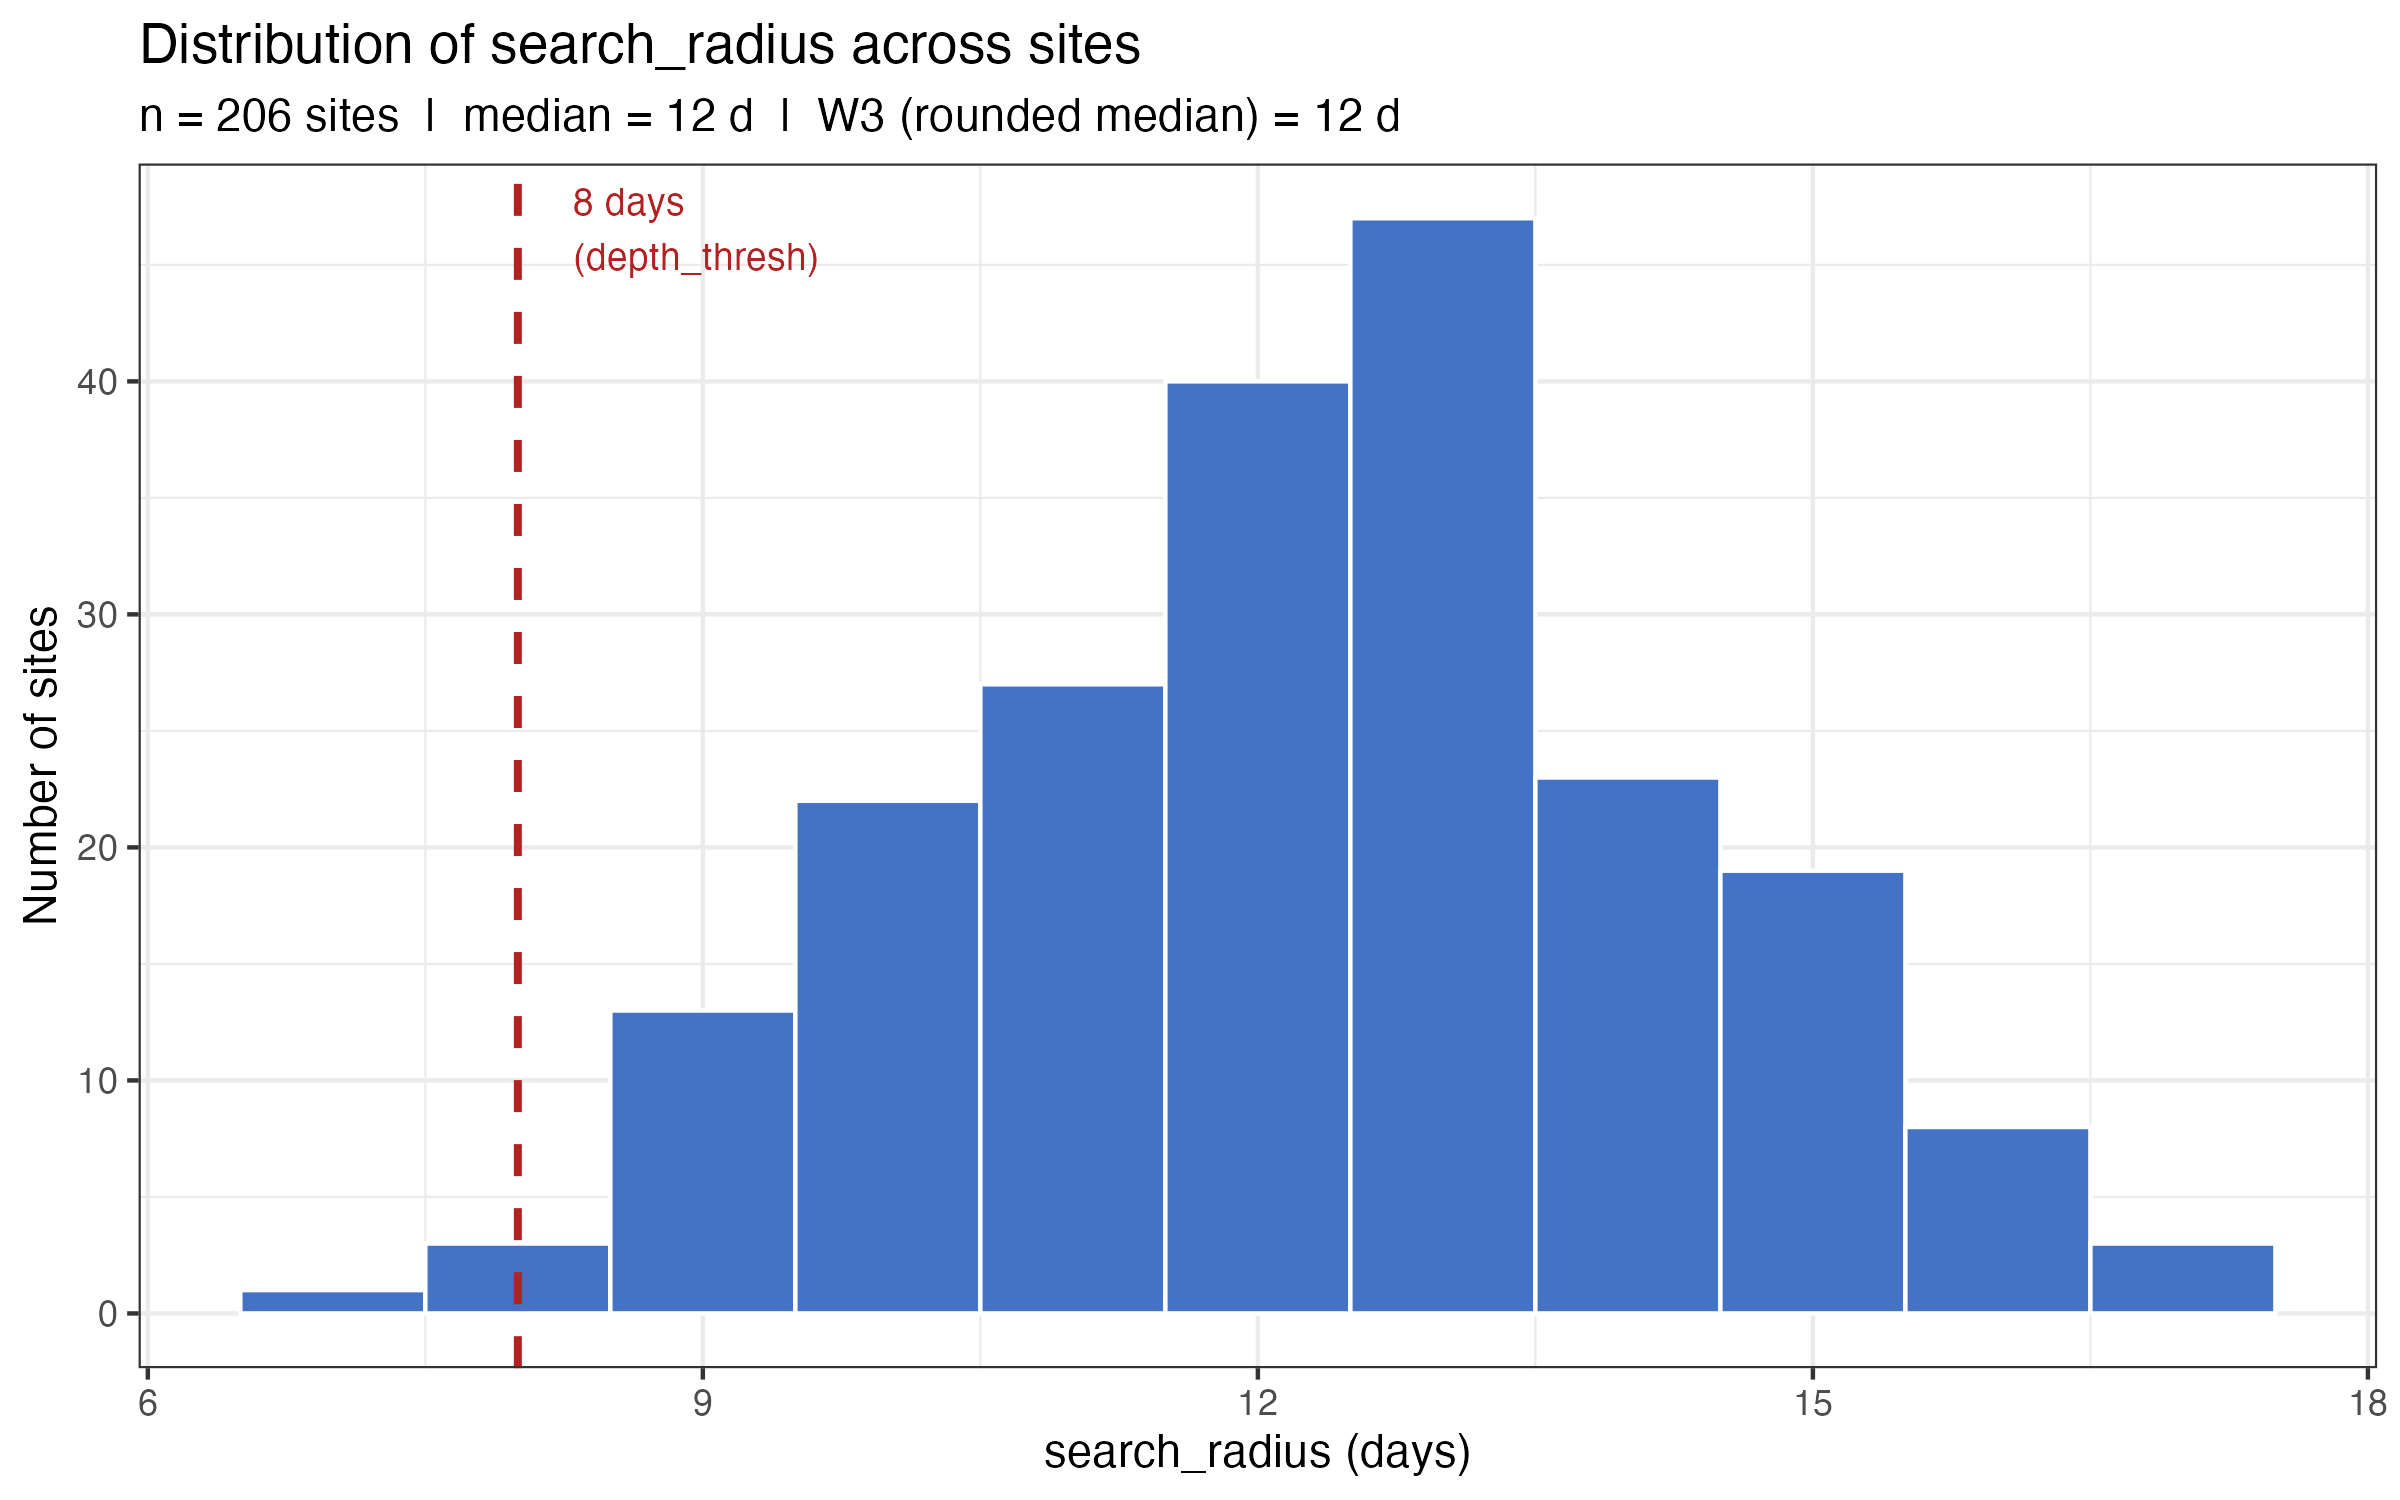 Distribution of search_radius across sites
n = 206 sites | median = 12 d | W3 (rounded median) = 12 d
8 days
(depth_thresh)
Number of sites
40
30
20
10
0
6 9 12 15 18
search_radius (days)